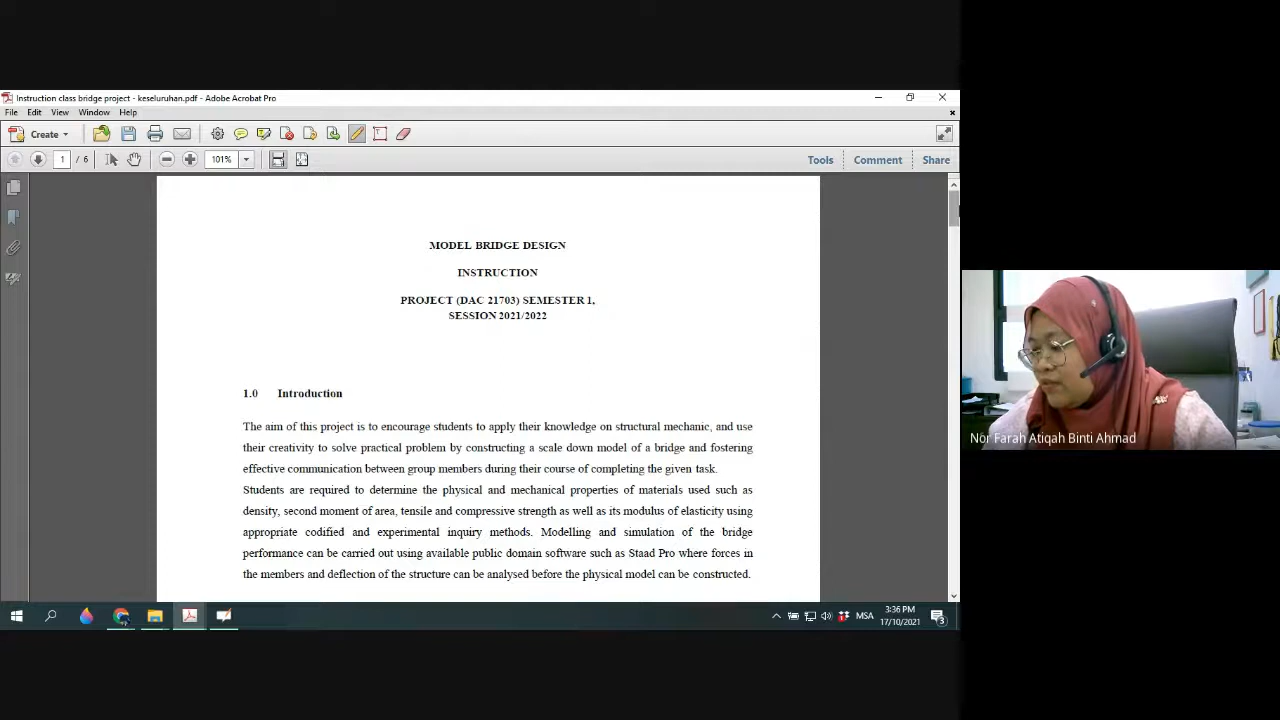 Instruction class bridge project - keseluruhan.pdf - Adobe Acrobat Pro
File Edit View Window Help
Create
1 / 6 101% Tools Comment Share
MODEL BRIDGE DESIGN
INSTRUCTION
PROJECT (DAC 21703) SEMESTER 1,
SESSION 2021/2022
1.0 Introduction
The aim of this project is to encourage students to apply their knowledge on structural mechanic, and use
their creativity to solve practical problem by constructing a scale down model of a bridge and fostering
effective communication between group members during their course of completing the given task.
Students are required to determine the physical and mechanical properties of materials used such as
density, second moment of area, tensile and compressive strength as well as its modulus of elasticity using
appropriate codified and experimental inquiry methods. Modelling and simulation of the bridge
performance can be carried out using available public domain software such as Staad Pro where forces in
the members and deflection of the structure can be analysed before the physical model can be constructed.
Nor Farah Atiqah Binti Ahmad
MSA
3:36 PM
17/10/2021
3